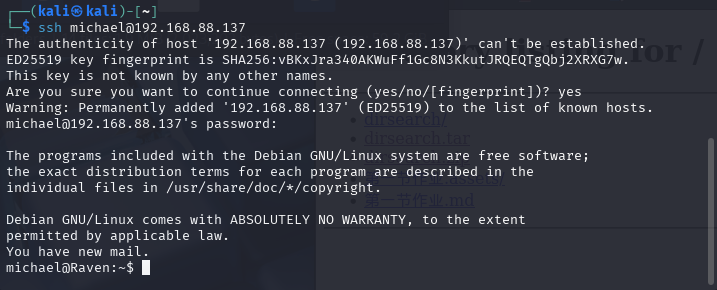 ┌──(kali㉿kali)-[~]
└─$ ssh michael@192.168.88.137
The authenticity of host '192.168.88.137 (192.168.88.137)' can't be established.
ED25519 key fingerprint is SHA256:vBKxJra340AKWuFf1Gc8N3KkutJRQEQTgQbj2XRXG7w.
This key is not known by any other names.
Are you sure you want to continue connecting (yes/no/[fingerprint])? yes
Warning: Permanently added '192.168.88.137' (ED25519) to the list of known hosts.
michael@192.168.88.137's password:
dirsearch/
dirsearch.tar
The programs included with the Debian GNU/Linux system are free software;
the exact distribution terms for each program are described in the
individual files in /usr/share/doc/*/copyright.
第一节作业.md
Debian GNU/Linux comes with ABSOLUTELY NO WARRANTY, to the extent
permitted by applicable law.
You have new mail.
michael@Raven:~$